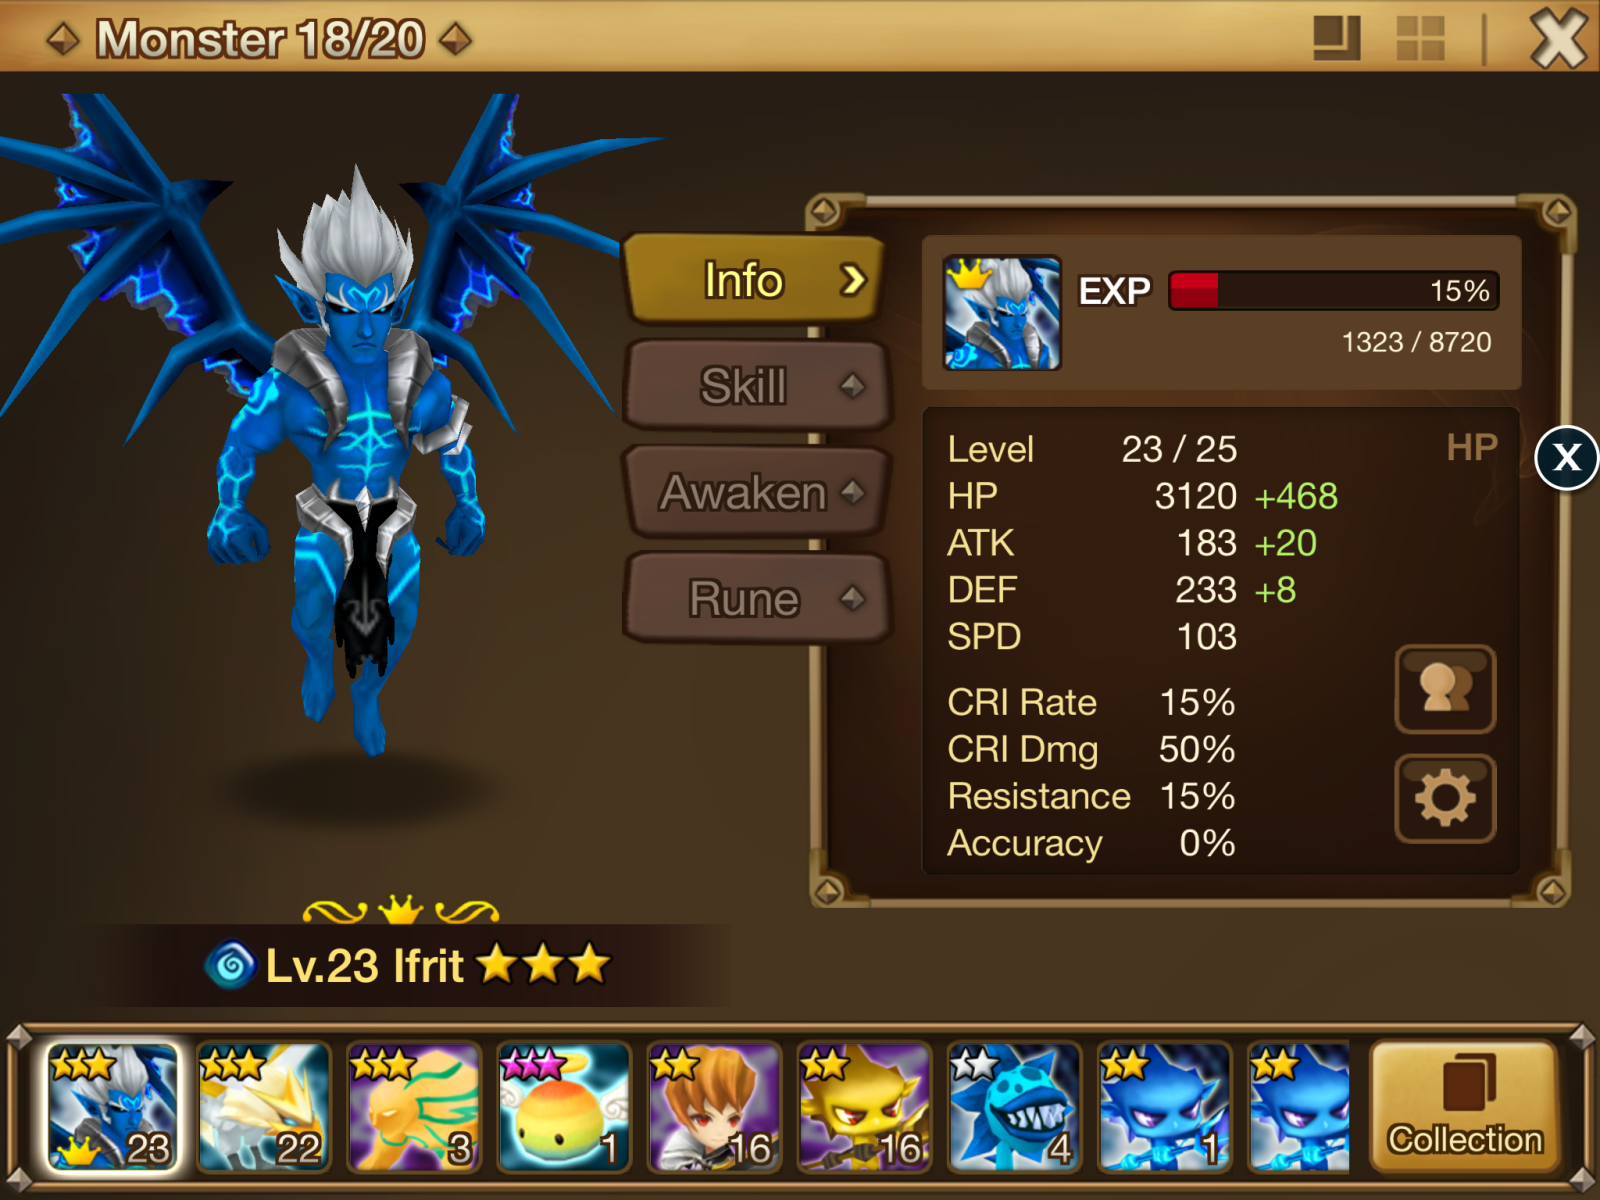 Monster 18/20
Info
Skill
Awaken
Rune
EXP 15%
1323 / 8720
Level 23 / 25 HP
HP 3120 +468
ATK 183 +20
DEF 233 +8
SPD 103
CRI Rate 15%
CRI Dmg 50%
Resistance 15%
Accuracy 0%
X
Lv.23 Ifrit
23 22 3 1 16 16 4 1
Collection